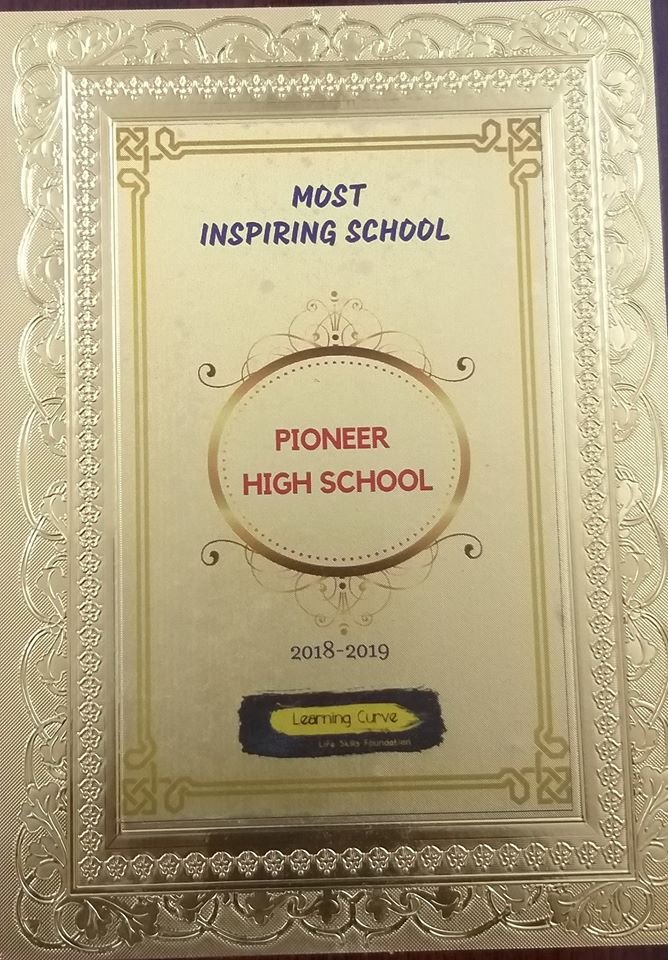 MOST
INSPIRING SCHOOL
PIONEER
HIGH SCHOOL
2018-2019
Learning Curve
Life Skills Foundation